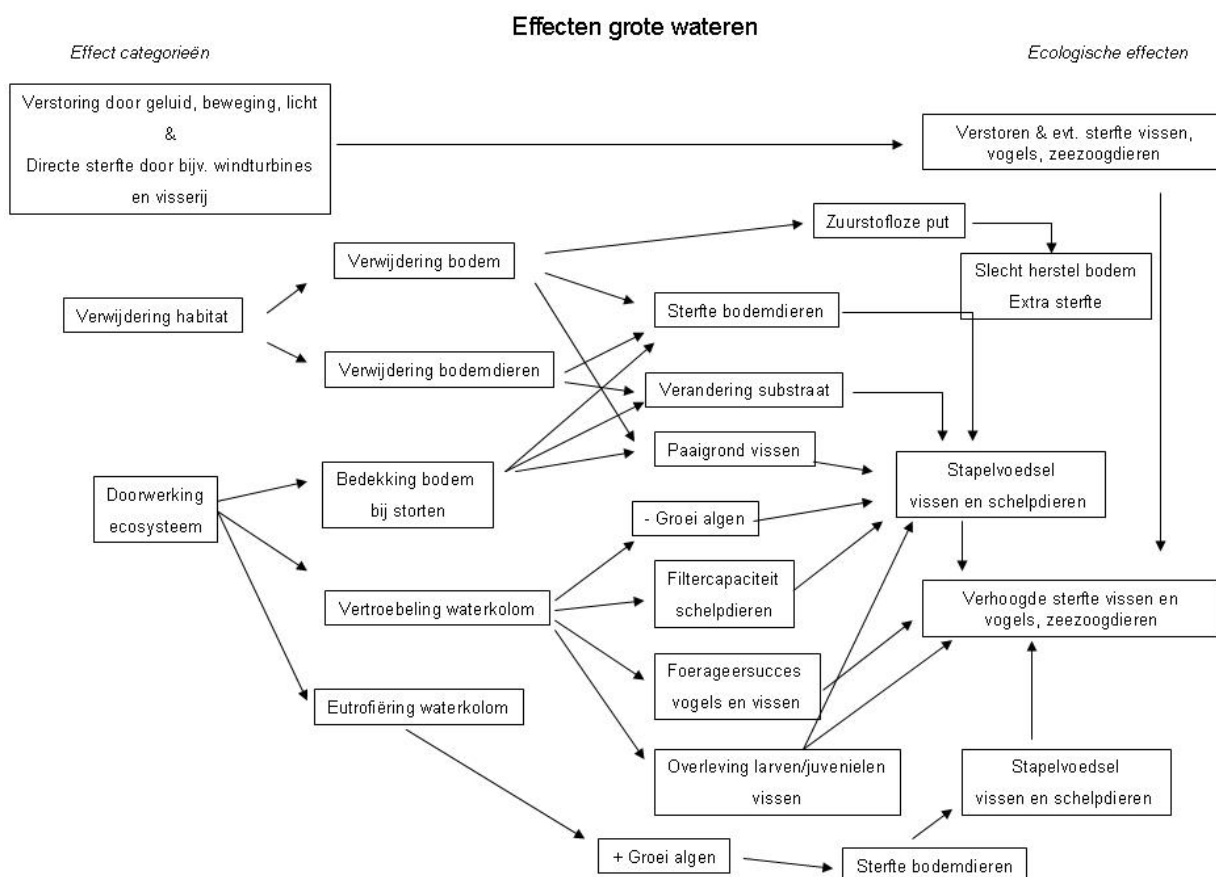 Effecten grote wateren
Effect categorieën
Ecologische effecten
Verstoring door geluid, beweging, licht
&
Directe sterfte door bijv. windturbines
en visserij
Verstoren & evt. sterfte vissen,
vogels, zeezoogdieren
Zuurstofloze put
Verwijdering bodem
Slecht herstel bodem
Extra sterfte
Verwijdering habitat
Sterfte bodemdieren
Verwijdering bodemdieren
Verandering substraat
Paaigrond vissen
Stapelvoedsel
vissen en schelpdieren
Bedekking bodem
bij storten
Doorwerking
ecosysteem
- Groei algen
Filtercapaciteit
schelpdieren
Vertroebeling waterkolom
Verhoogde sterfte vissen en
vogels, zeezoogdieren
Foerageersucces
vogels en vissen
Eutrofiëring waterkolom
Overleving larven/juvenielen
vissen
Stapelvoedsel
vissen en schelpdieren
+ Groei algen
Sterfte bodemdieren